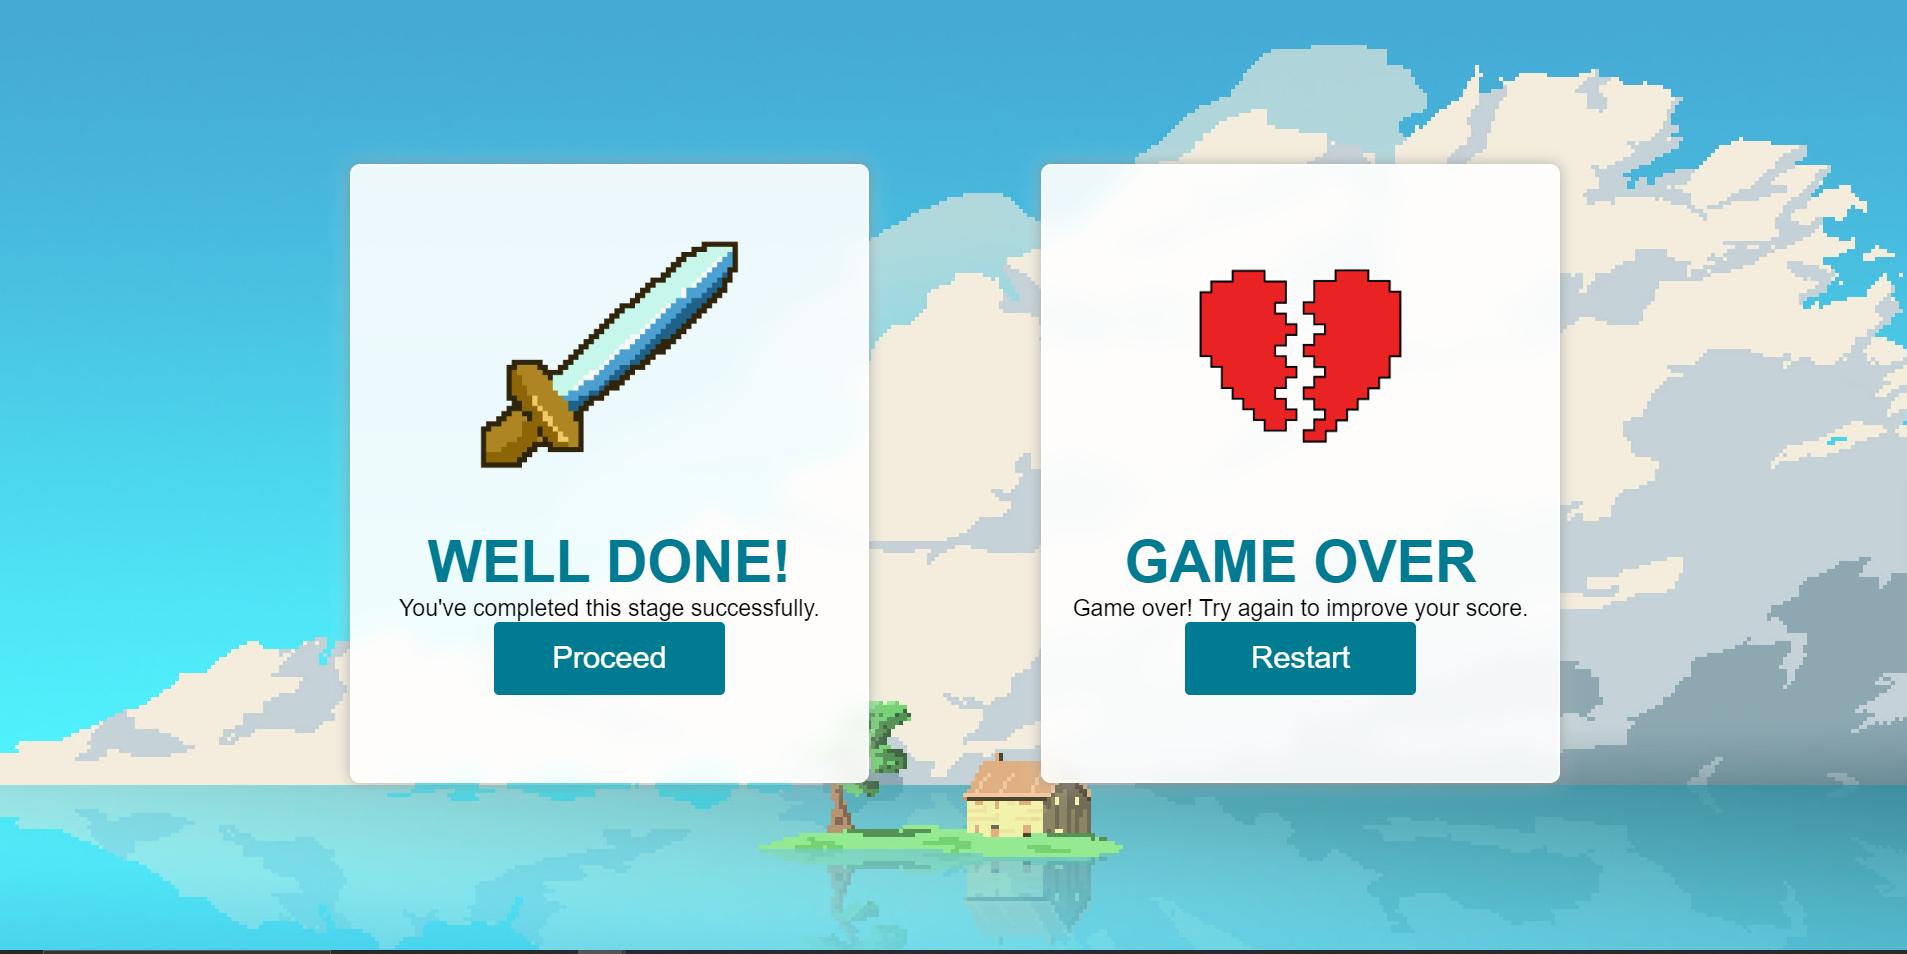 WELL DONE!
You've completed this stage successfully.
Proceed
GAME OVER
Game over! Try again to improve your score.
Restart